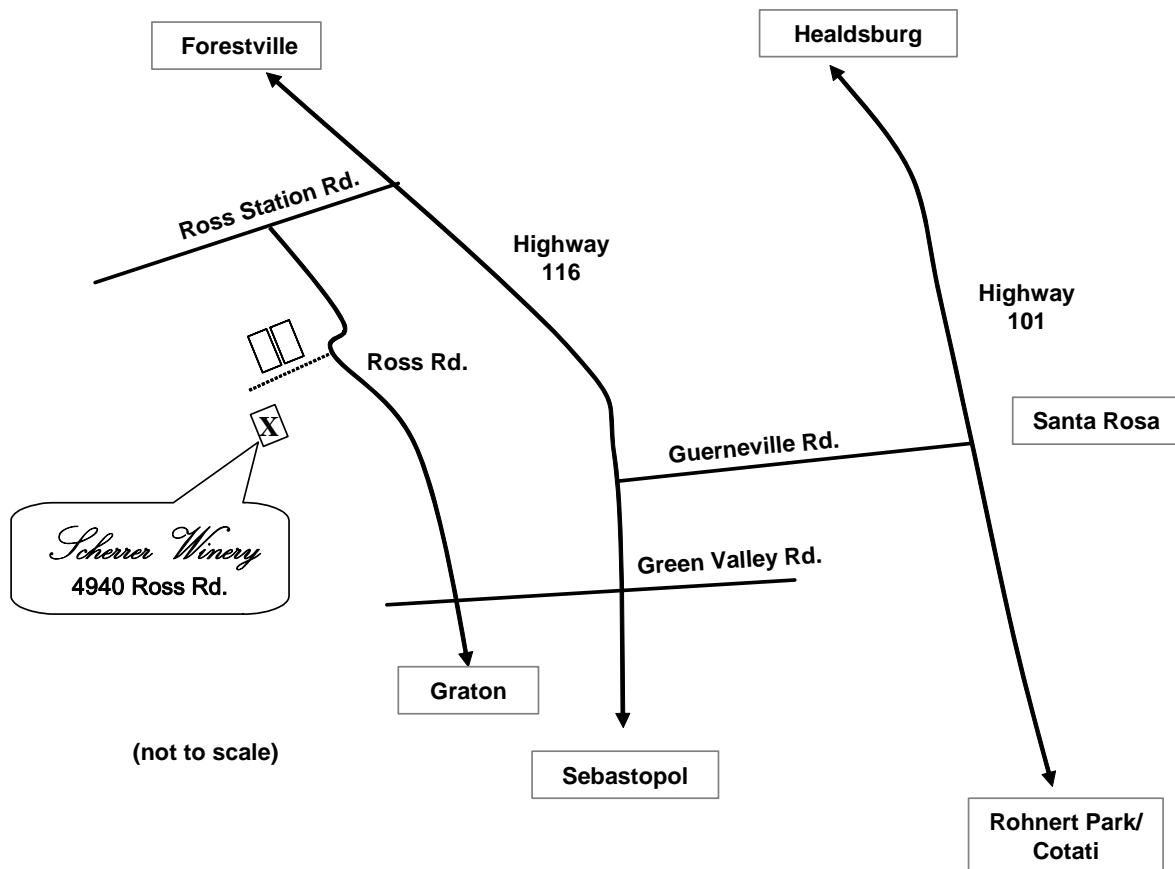 Forestville
Healdsburg
Ross Station Rd.
Highway
116
Highway
101
Ross Rd.
Santa Rosa
X
Guerneville Rd.
Scherrer Winery
4940 Ross Rd.
Green Valley Rd.
Graton
(not to scale)
Sebastopol
Rohnert Park/
Cotati